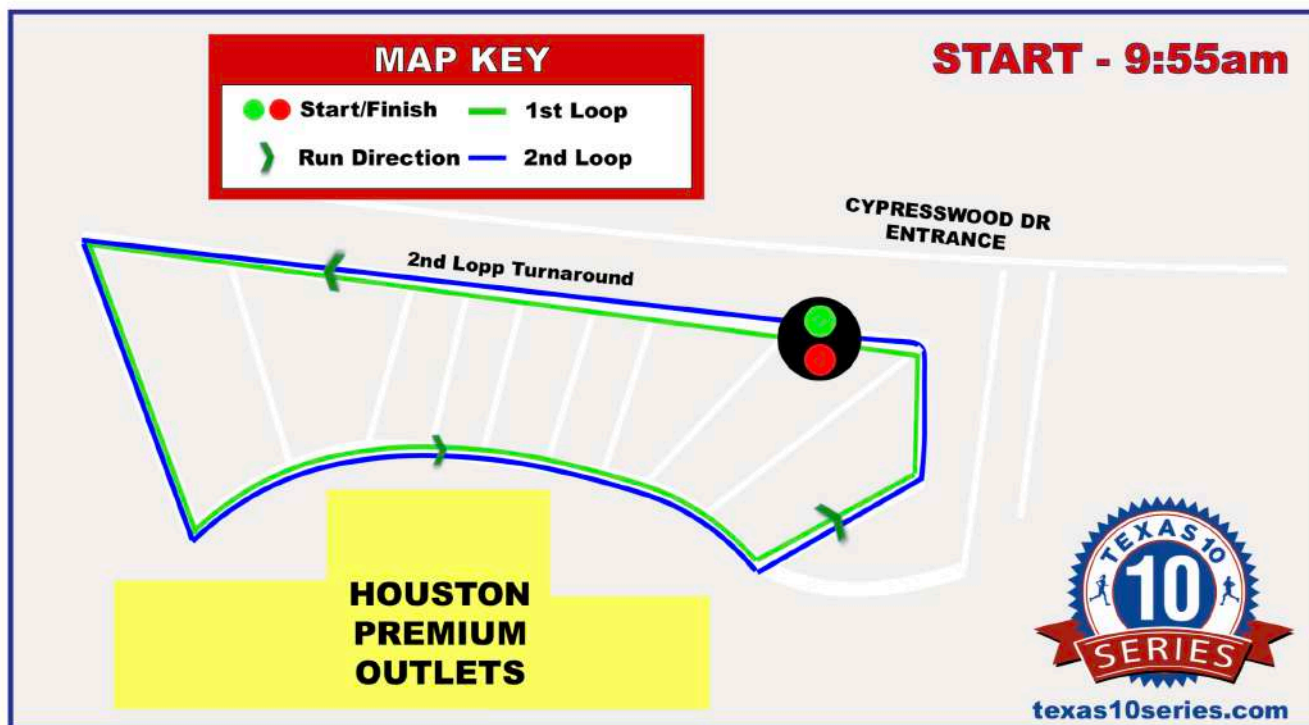 MAP KEY
Start/Finish
1st Loop
Run Direction
2nd Loop
START - 9:55am
CYPRESSWOOD DR
ENTRANCE
2nd Lopp Turnaround
HOUSTON
PREMIUM
OUTLETS
TEXAS 10
10
SERIES
texas10series.com